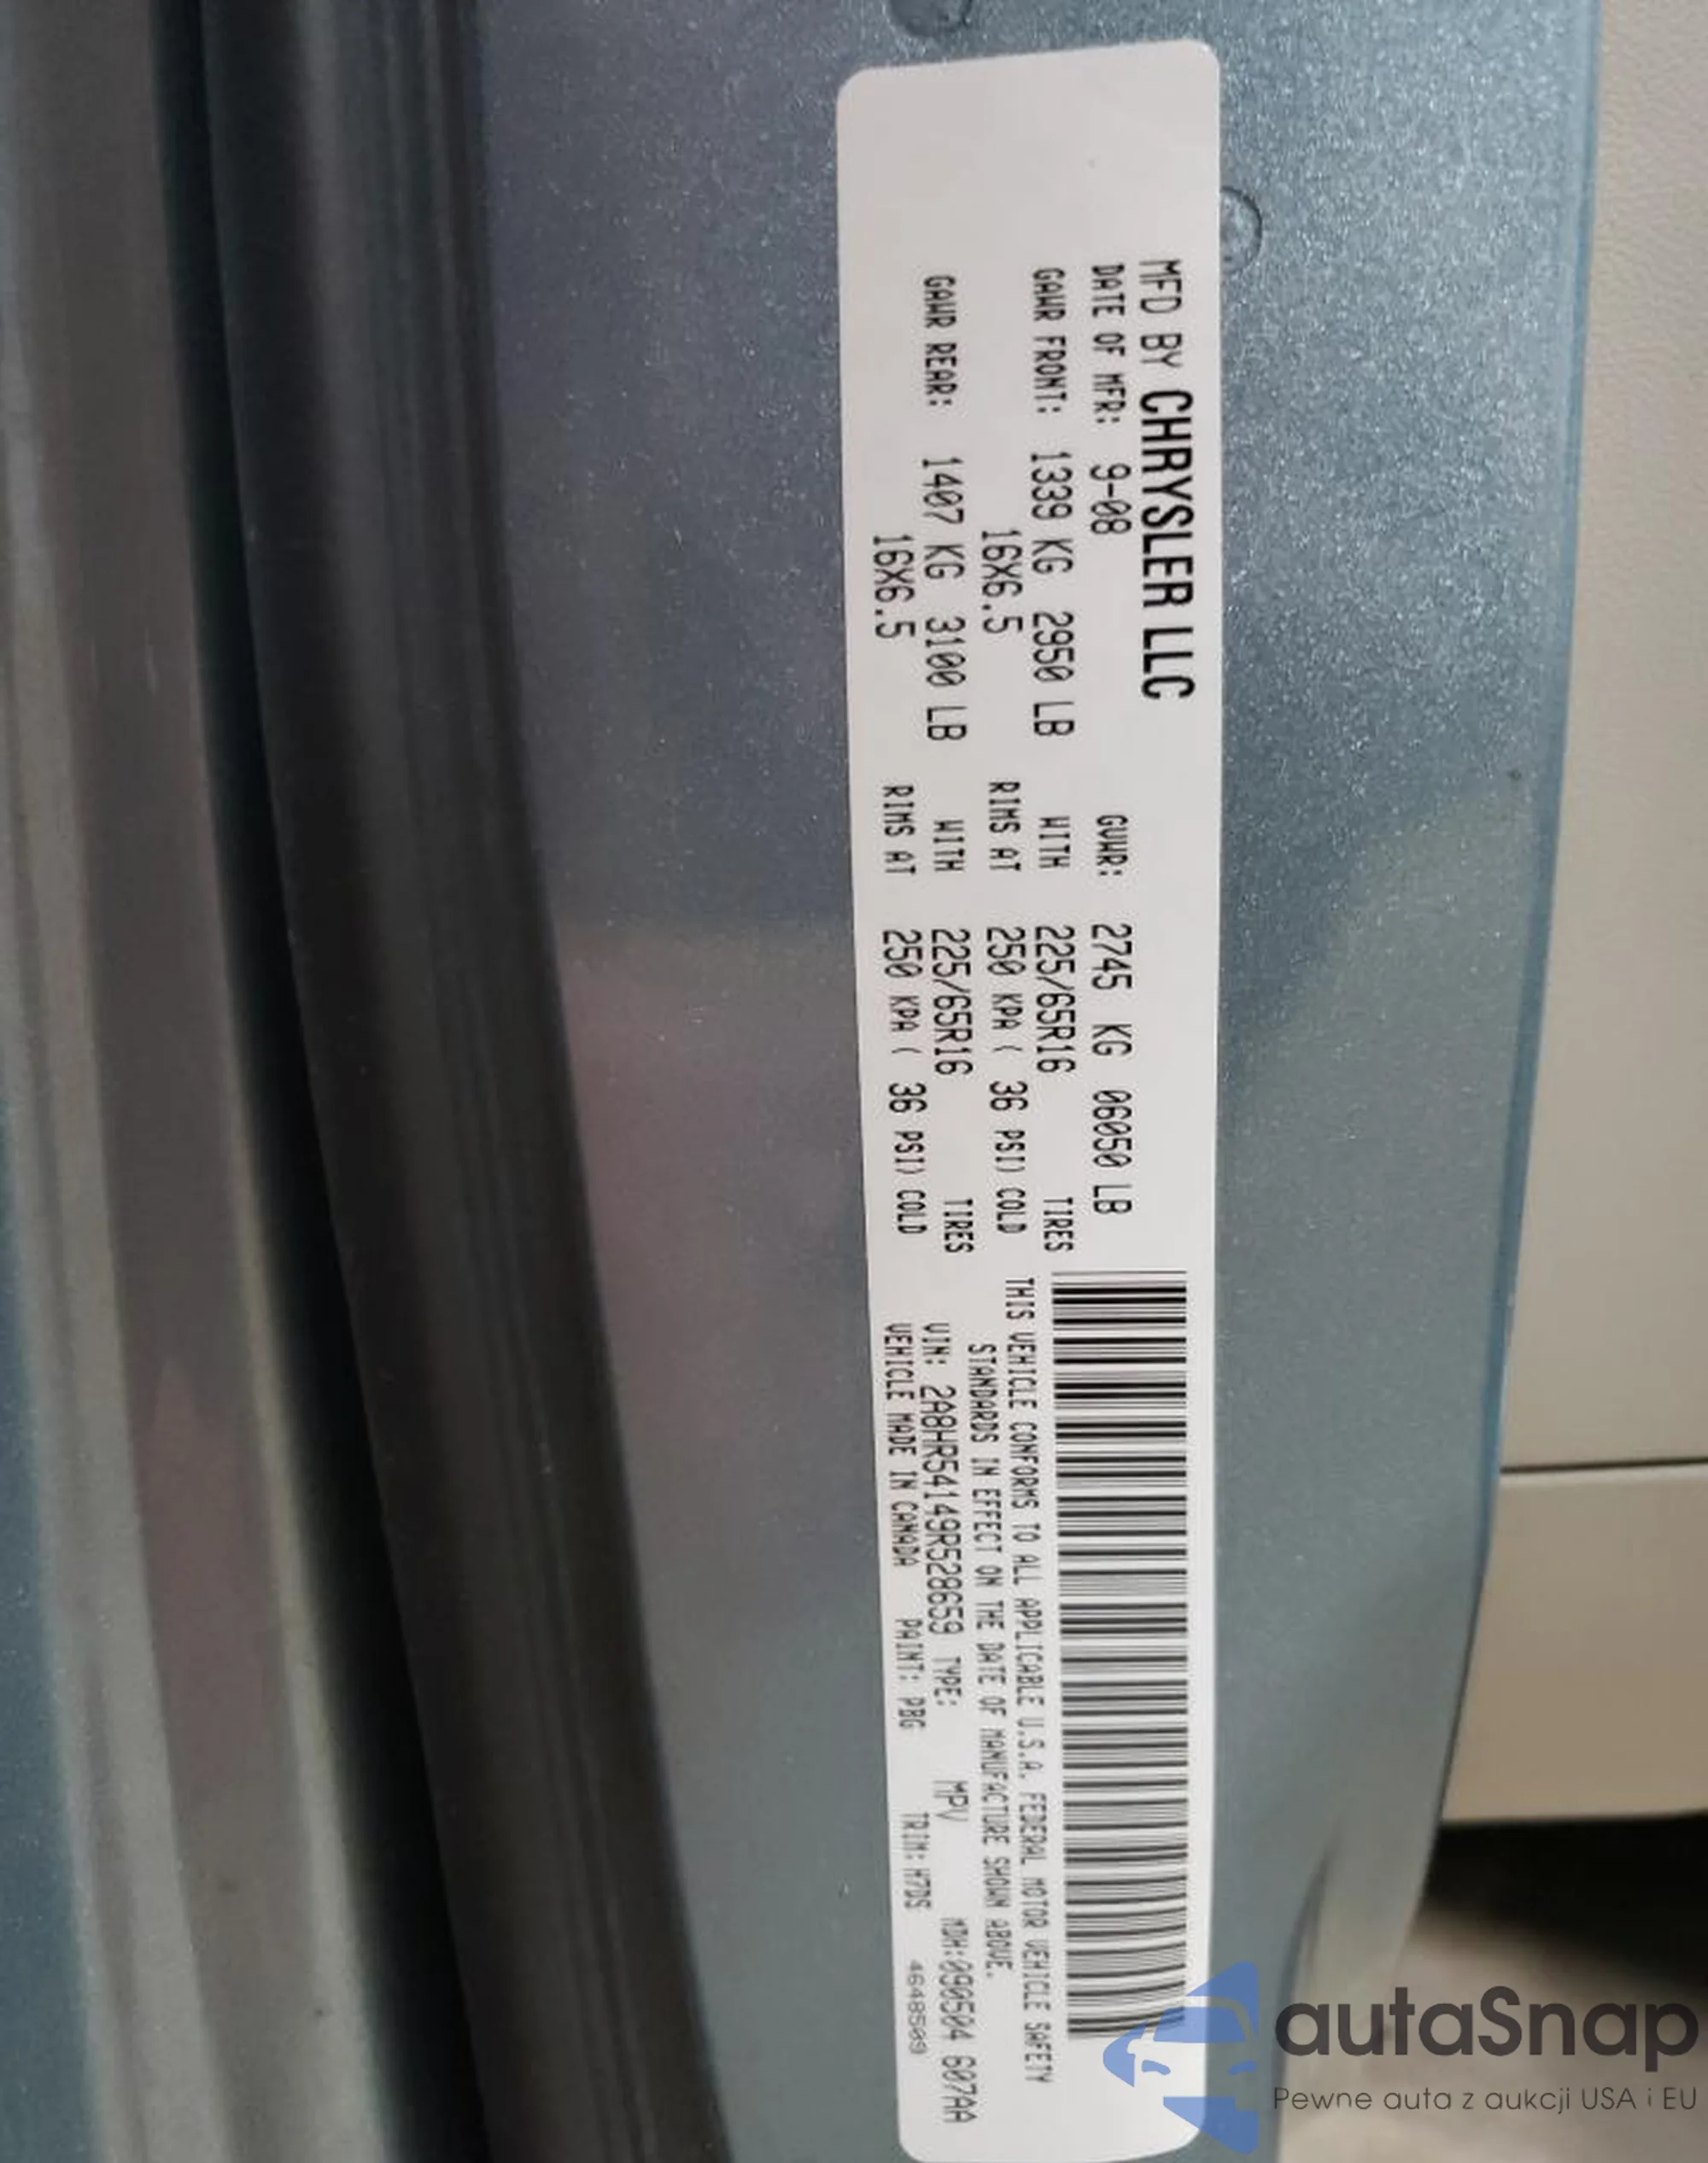 MFD BY CHRYSLER LLC
DATE OF MFR: 9-08 GVWR: 2745 KG 06050 LB
GAWR FRONT: 1339 KG 2950 LB WITH 225/65R16 TIRES
16X6.5 RIMS AT 250 KPA ( 36 PSI) COLD
GAWR REAR: 1407 KG 3100 LB WITH 225/65R16 TIRES
16X6.5 RIMS AT 250 KPA ( 36 PSI) COLD
THIS VEHICLE CONFORMS TO ALL APPLICABLE U.S.A. FEDERAL MOTOR VEHICLE SAFETY
STANDARDS IN EFFECT ON THE DATE OF MANUFACTURE SHOWN ABOVE.
VIN: 2A8HR54149R528659 TYPE: MPV MDH:090504 607AA
VEHICLE MADE IN CANADA PAINT: PBG TRIM: H7DS 4648509
autaSnap
Pewne auta z aukcji USA i EU